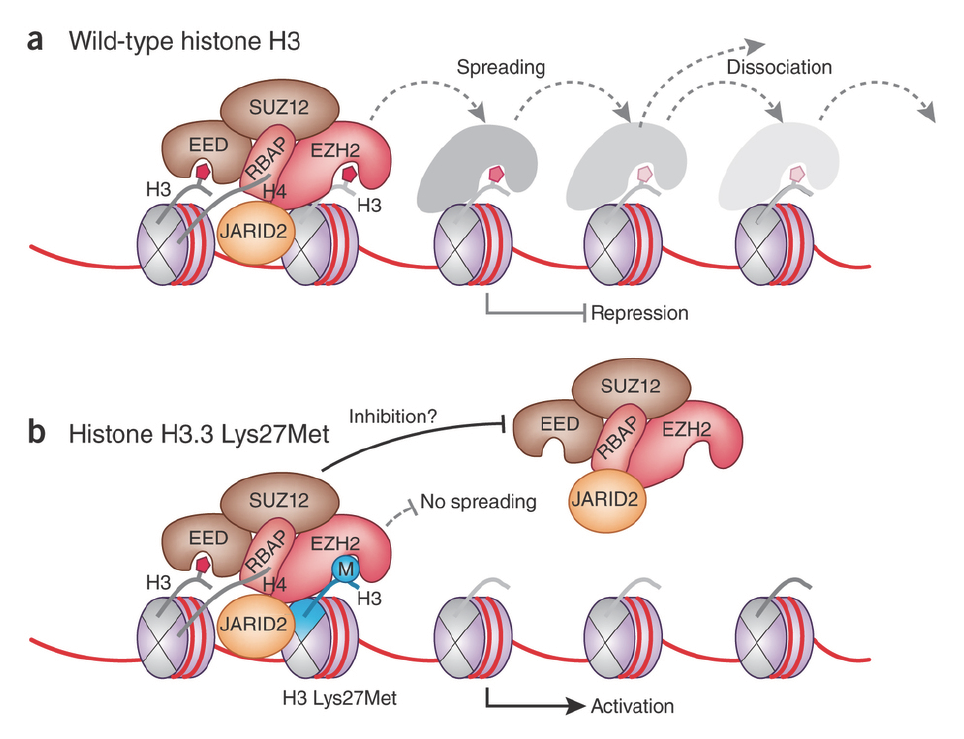 a Wild-type histone H3
Spreading
Dissociation
SUZ12
EED
RBAP
EZH2
H3
H4
H3
JARID2
Repression
b Histone H3.3 Lys27Met
Inhibition?
SUZ12
EED
RBAP
EZH2
JARID2
No spreading
SUZ12
EED
RBAP
EZH2
M
H3
H4
H3
JARID2
H3 Lys27Met
Activation